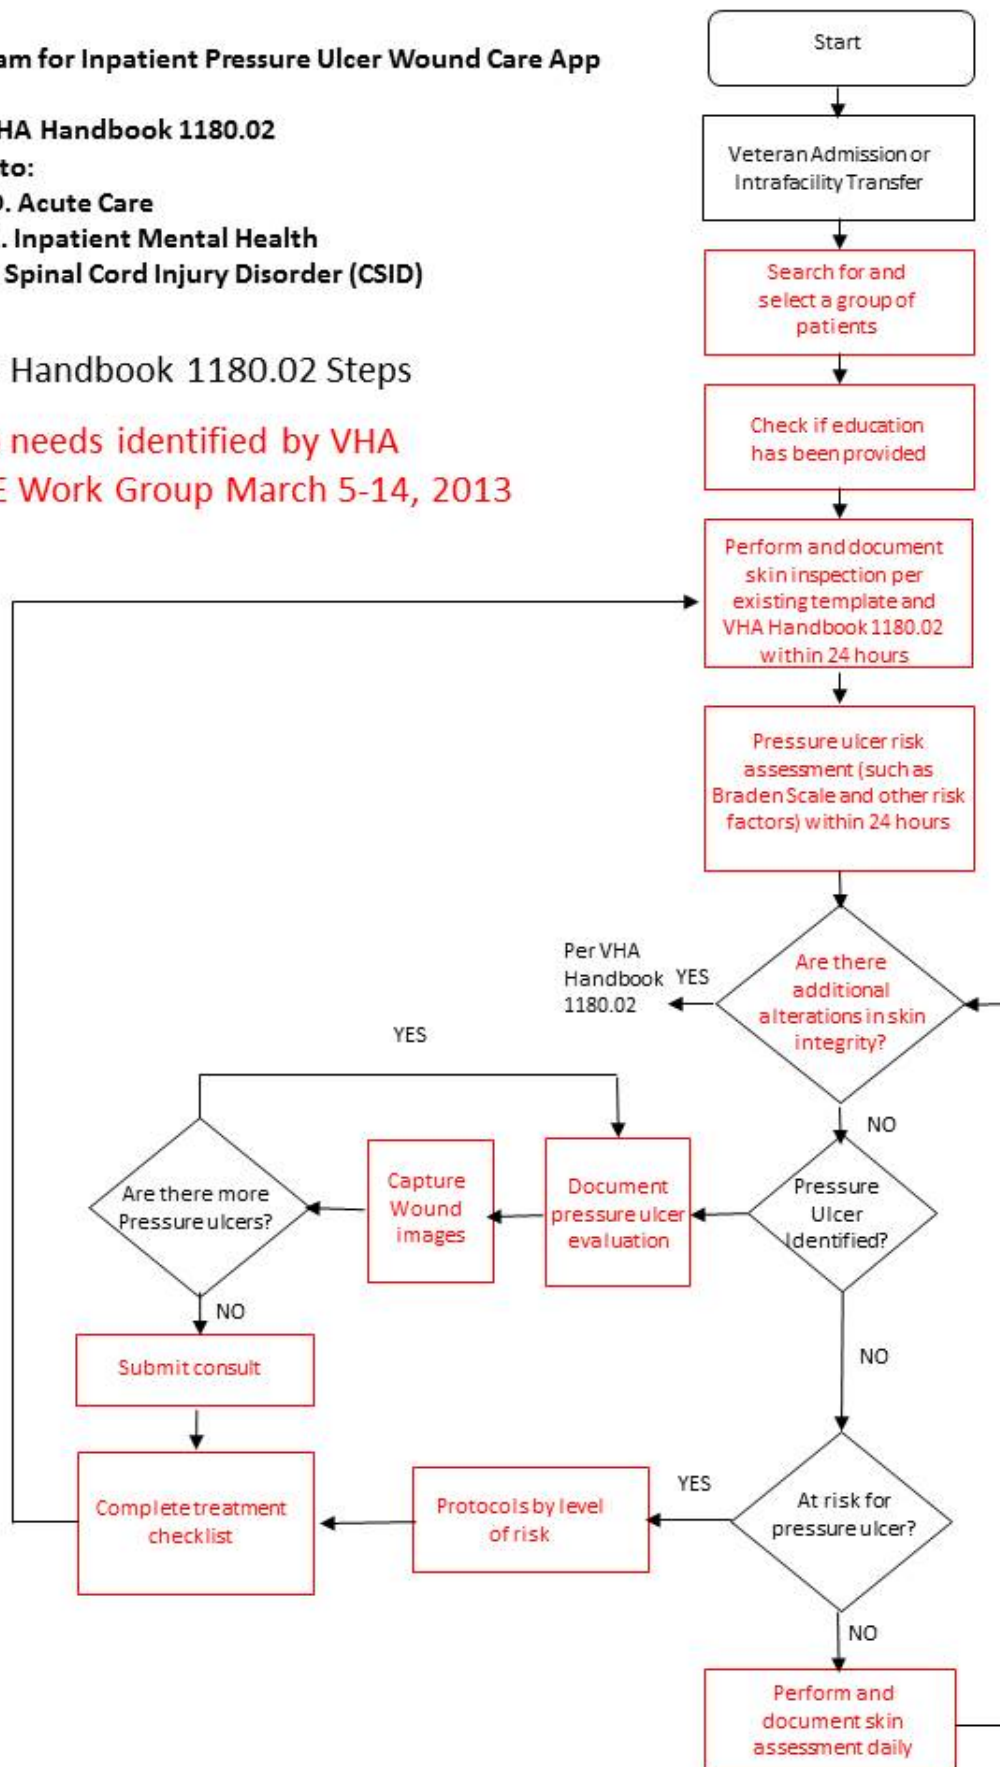 am for Inpatient Pressure Ulcer Wound Care App
HA Handbook 1180.02
to:
. Acute Care
. Inpatient Mental Health
Spinal Cord Injury Disorder (CSID)
Handbook 1180.02 Steps
needs identified by VHA
E Work Group March 5-14, 2013
Start
Veteran Admission or
Intrafacility Transfer
Search for and
select a group of
patients
Check if education
has been provided
Perform and document
skin inspection per
existing template and
VHA Handbook 1180.02
within 24 hours
Pressure ulcer risk
assessment (such as
Braden Scale and other risk
factors) within 24 hours
Are there
additional
alterations in skin
integrity?
YES
Per VHA
Handbook
1180.02
NO
Pressure
Ulcer
Identified?
Document
pressure ulcer
evaluation
Capture
Wound
images
Are there more
Pressure ulcers?
YES
NO
Submit consult
Complete treatment
checklist
NO
At risk for
pressure ulcer?
YES
Protocols by level
of risk
NO
Perform and
document skin
assessment daily